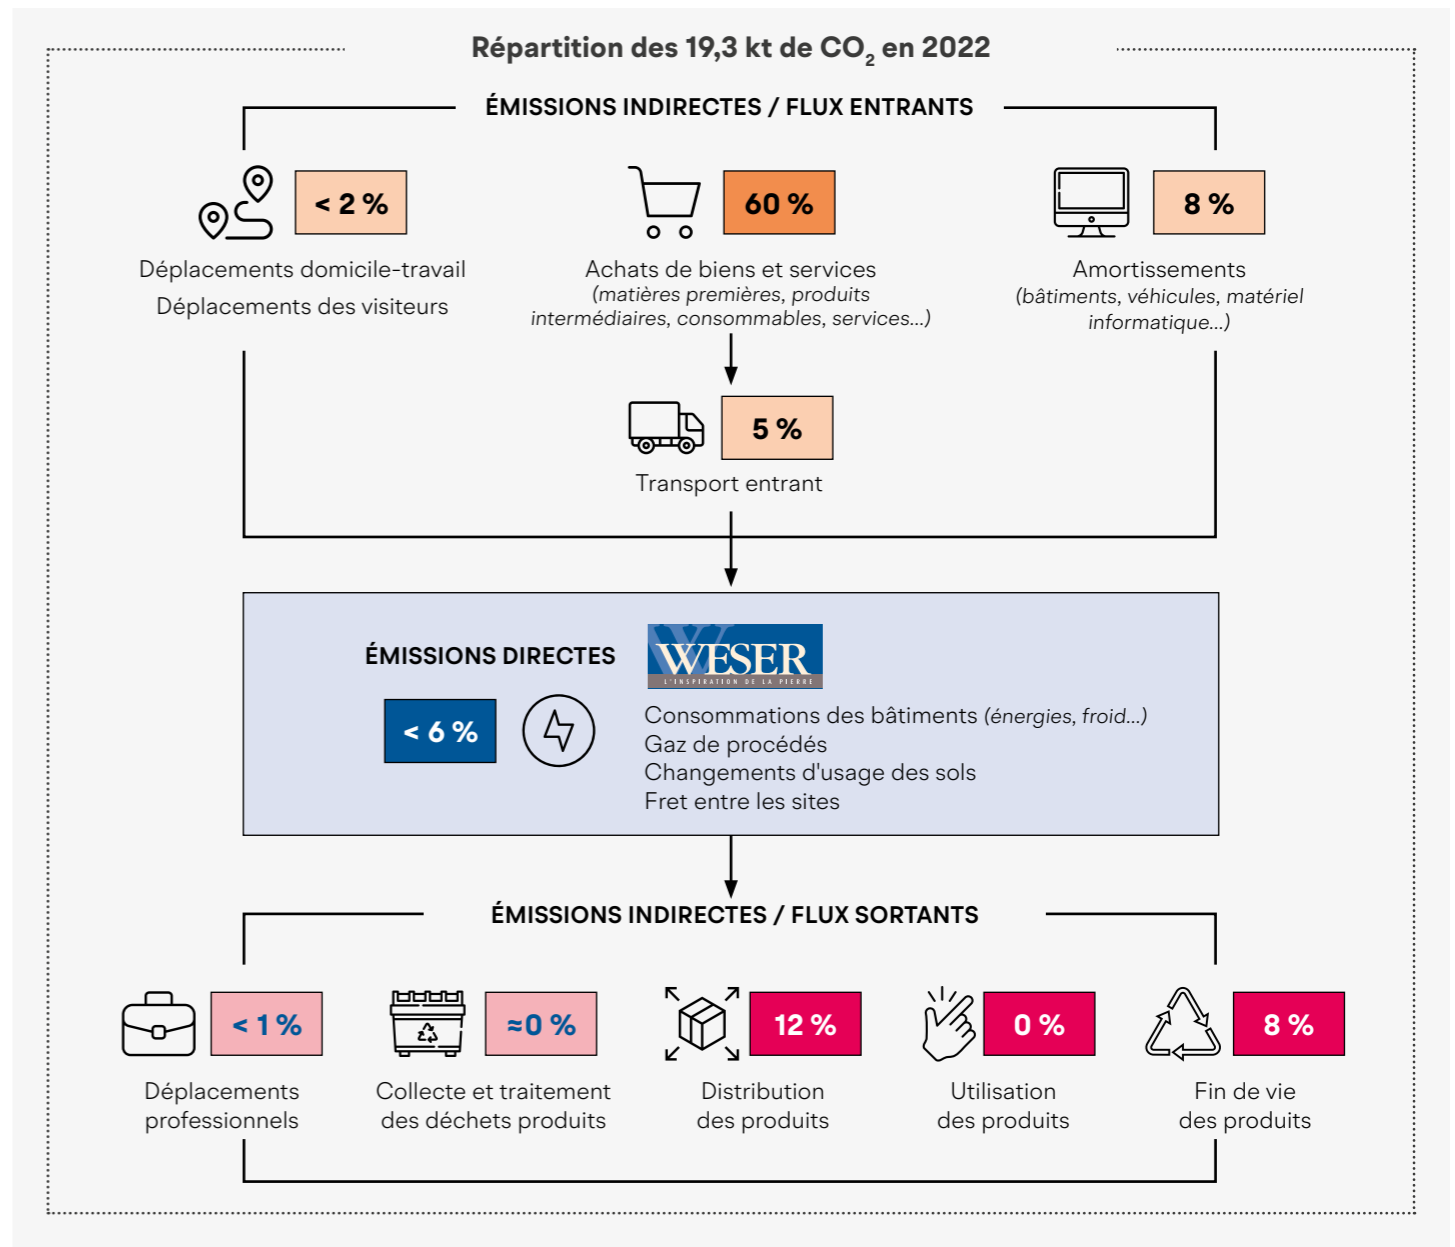 Répartition des 19,3 kt de CO₂ en 2022
ÉMISSIONS INDIRECTES / FLUX ENTRANTS
< 2 %
60 %
8 %
Déplacements domicile-travail
Déplacements des visiteurs
Achats de biens et services
(matières premières, produits
intermédiaires, consommables, services...)
Amortissements
(bâtiments, véhicules, matériel
informatique...)
5 %
Transport entrant
ÉMISSIONS DIRECTES
WESER
L'INSPIRATION DE LA PIERRE
< 6 %
Consommations des bâtiments (énergies, froid...)
Gaz de procédés
Changements d'usage des sols
Fret entre les sites
ÉMISSIONS INDIRECTES / FLUX SORTANTS
< 1 %
≈0 %
12 %
0 %
8 %
Déplacements
professionnels
Collecte et traitement
des déchets produits
Distribution
des produits
Utilisation
des produits
Fin de vie
des produits